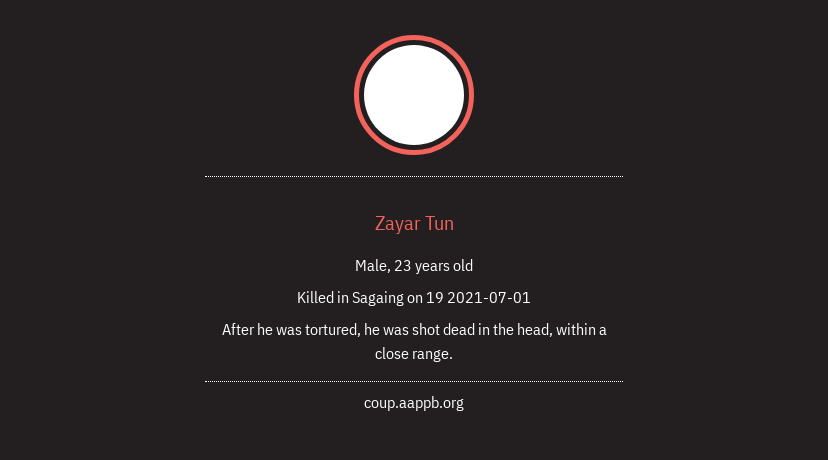 Zayar Tun
Male, 23 years old
Killed in Sagaing on 19 2021-07-01
After he was tortured, he was shot dead in the head, within a
close range.
coup.aappb.org